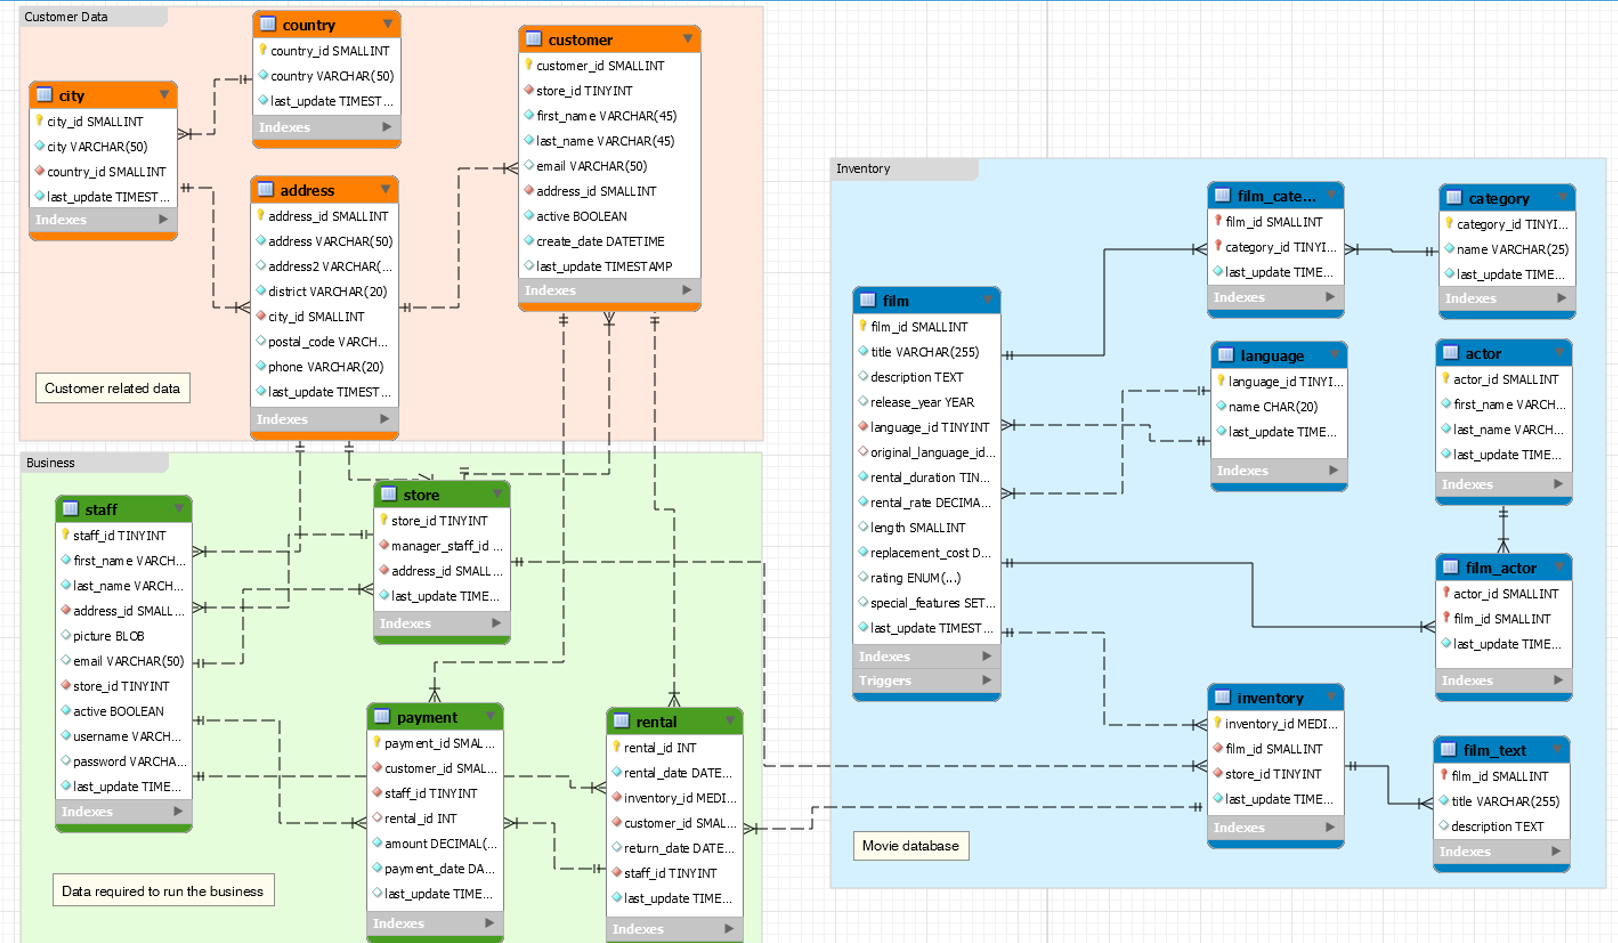 Customer Data
country
country_id SMALLINT
country VARCHAR(50)
last_update TIMEST...
Indexes
city
city_id SMALLINT
city VARCHAR(50)
country_id SMALLINT
last_update TIMEST...
Indexes
address
address_id SMALLINT
address VARCHAR(50)
address2 VARCHAR(...
district VARCHAR(20)
city_id SMALLINT
postal_code VARCH...
phone VARCHAR(20)
last_update TIMEST...
Indexes
customer
customer_id SMALLINT
store_id TINYINT
first_name VARCHAR(45)
last_name VARCHAR(45)
email VARCHAR(50)
address_id SMALLINT
active BOOLEAN
create_date DATETIME
last_update TIMESTAMP
Indexes
Customer related data
Business
staff
staff_id TINYINT
first_name VARCH...
last_name VARCH...
address_id SMALL...
picture BLOB
email VARCHAR(50)
store_id TINYINT
active BOOLEAN
username VARCH...
password VARCHA...
last_update TIME...
Indexes
store
store_id TINYINT
manager_staff_id ...
address_id SMALL...
last_update TIME...
Indexes
payment
payment_id SMAL...
customer_id SMAL...
staff_id TINYINT
rental_id INT
amount DECIMAL(...
payment_date DA...
last_update TIME...
Indexes
rental
rental_id INT
rental_date DATE...
inventory_id MEDI...
customer_id SMAL...
return_date DATE...
staff_id TINYINT
last_update TIME...
Indexes
Data required to run the business
Inventory
film
film_id SMALLINT
title VARCHAR(255)
description TEXT
release_year YEAR
language_id TINYINT
original_language_id...
rental_duration TIN...
rental_rate DECIMA...
length SMALLINT
replacement_cost D...
rating ENUM(...)
special_features SET...
last_update TIMEST...
Indexes
Triggers
film_cate...
film_id SMALLINT
category_id TINYI...
last_update TIME...
Indexes
category
category_id TINYI...
name VARCHAR(25)
last_update TIME...
Indexes
language
language_id TINYI...
name CHAR(20)
last_update TIME...
Indexes
actor
actor_id SMALLINT
first_name VARCH...
last_name VARCH...
last_update TIME...
Indexes
film_actor
actor_id SMALLINT
film_id SMALLINT
last_update TIME...
Indexes
inventory
inventory_id MEDI...
film_id SMALLINT
store_id TINYINT
last_update TIME...
Indexes
film_text
film_id SMALLINT
title VARCHAR(255)
description TEXT
Indexes
Movie database